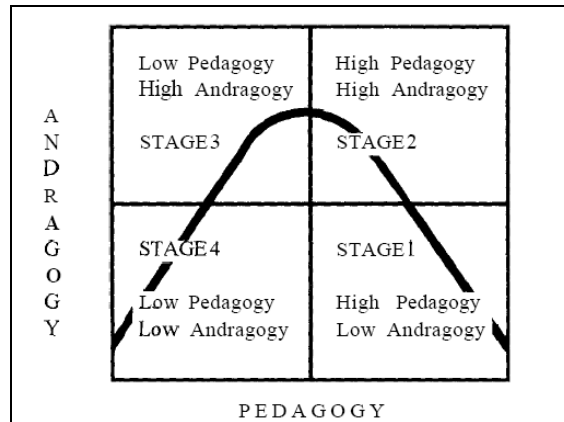 Low Pedagogy
High Andragogy
STAGE3
High Pedagogy
High Andragogy
STAGE2
STAGE4
Low Pedagogy
Low Andragogy
STAGE1
High Pedagogy
Low Andragogy
ANDRAGOGY
PEDAGOGY